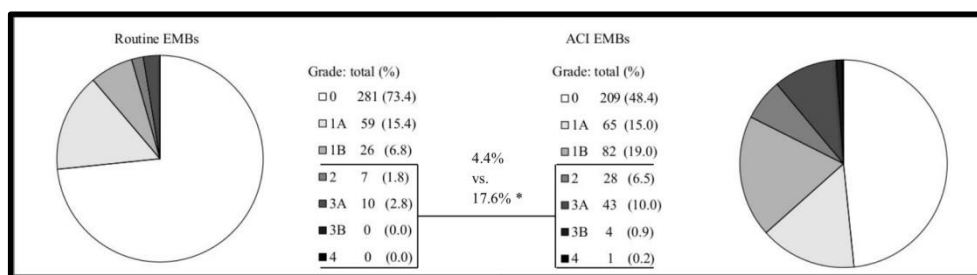 Routine EMBs
Grade: total (%)
0 281 (73.4)
1A 59 (15.4)
1B 26 (6.8)
2 7 (1.8)
3A 10 (2.8)
3B 0 (0.0)
4 0 (0.0)
4.4%
vs.
17.6% *
ACI EMBs
Grade: total (%)
0 209 (48.4)
1A 65 (15.0)
1B 82 (19.0)
2 28 (6.5)
3A 43 (10.0)
3B 4 (0.9)
4 1 (0.2)